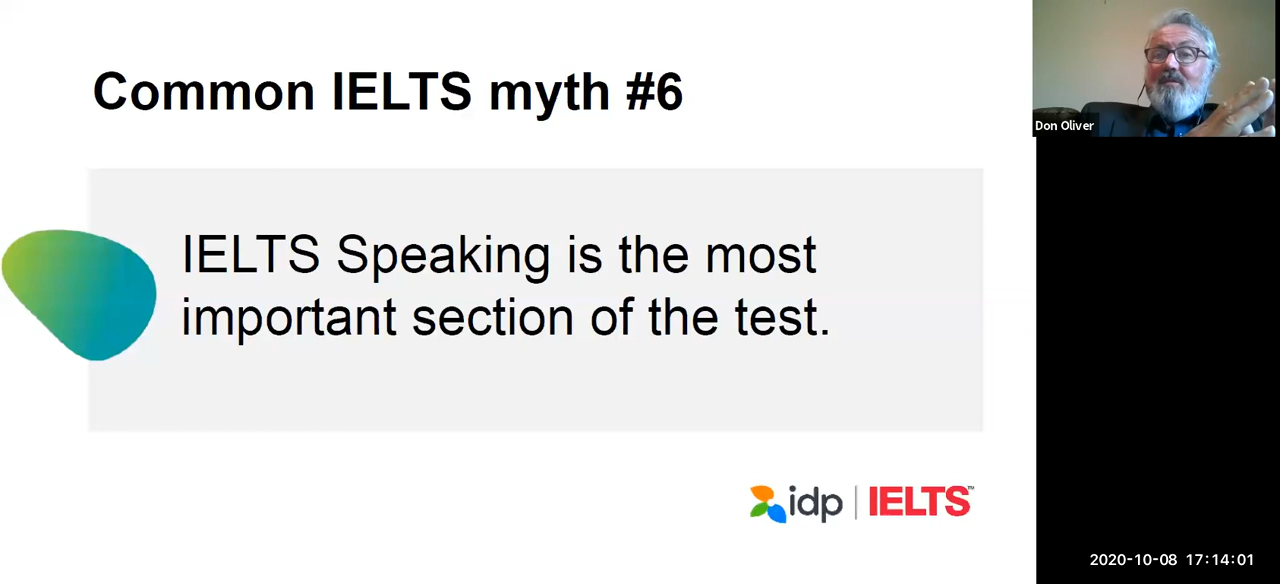 Common IELTS myth #6
Don Oliver
IELTS Speaking is the most
important section of the test.
idp | IELTS™
2020-10-08 17:14:01